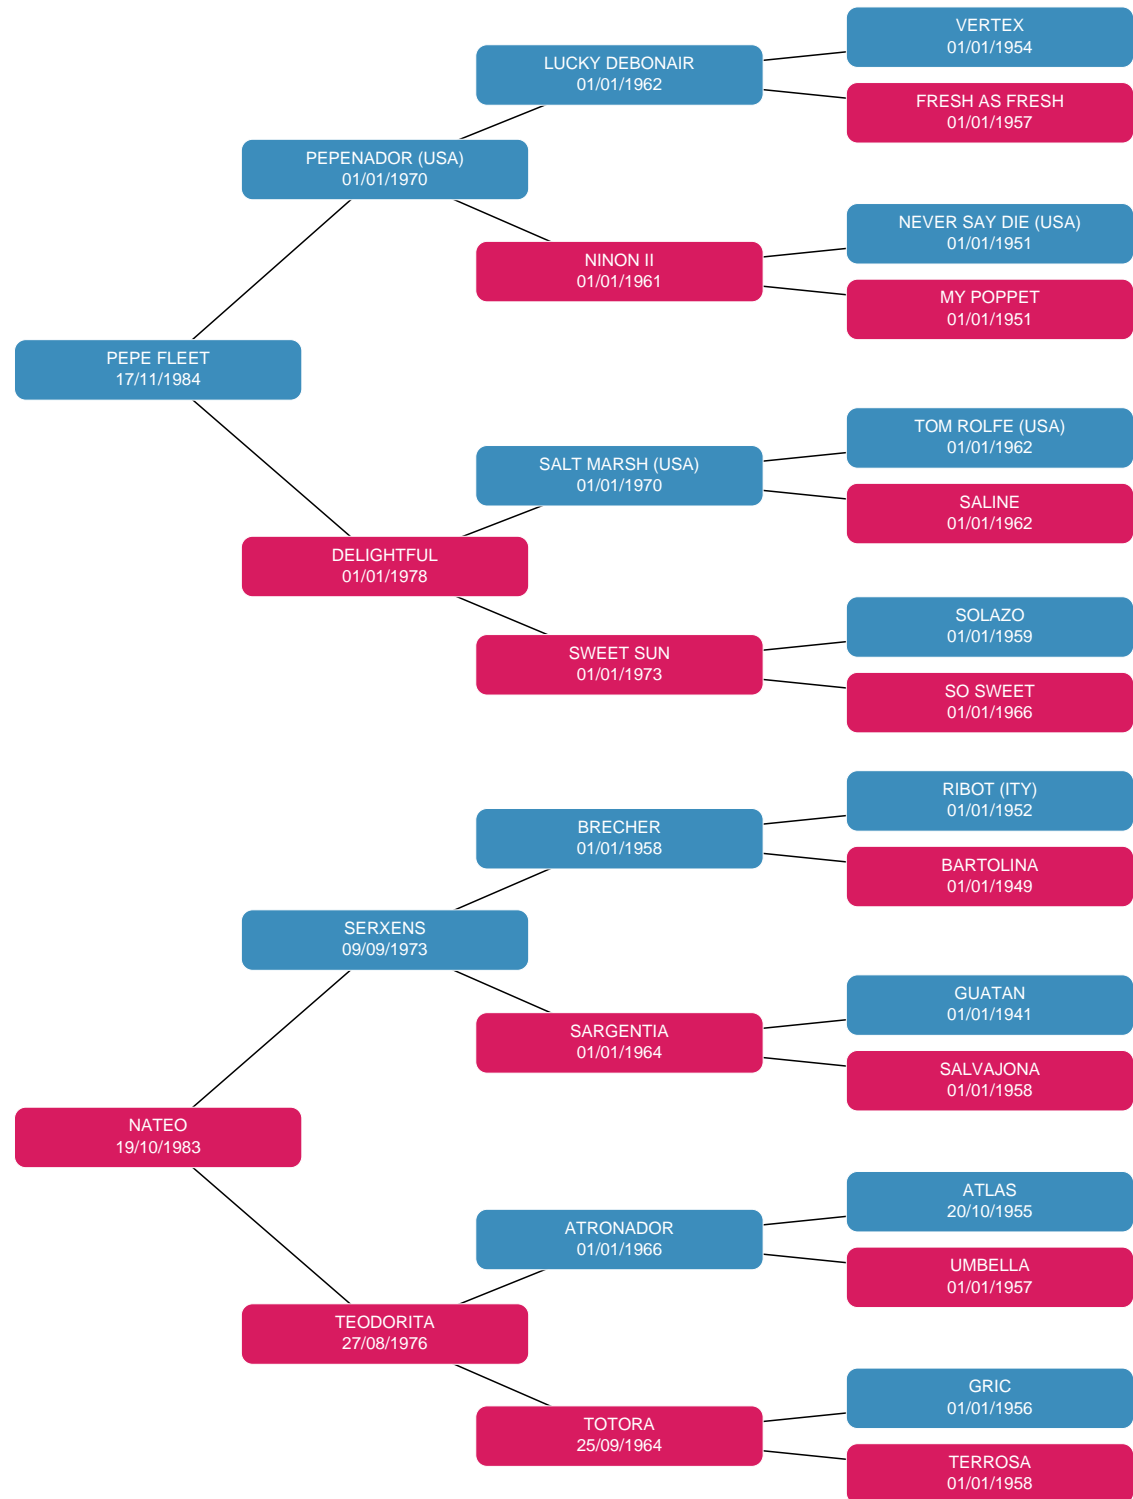 VERTEX
01/01/1954
LUCKY DEBONAIR
01/01/1962
FRESH AS FRESH
01/01/1957
PEPENADOR (USA)
01/01/1970
NEVER SAY DIE (USA)
01/01/1951
NINON II
01/01/1961
MY POPPET
01/01/1951
PEPE FLEET
17/11/1984
TOM ROLFE (USA)
01/01/1962
SALT MARSH (USA)
01/01/1970
SALINE
01/01/1962
DELIGHTFUL
01/01/1978
SOLAZO
01/01/1959
SWEET SUN
01/01/1973
SO SWEET
01/01/1966
RIBOT (ITY)
01/01/1952
BRECHER
01/01/1958
BARTOLINA
01/01/1949
SERXENS
09/09/1973
GUATAN
01/01/1941
SARGENTIA
01/01/1964
SALVAJONA
01/01/1958
NATEO
19/10/1983
ATLAS
20/10/1955
ATRONADOR
01/01/1966
UMBELLA
01/01/1957
TEODORITA
27/08/1976
GRIC
01/01/1956
TOTORA
25/09/1964
TERROSA
01/01/1958